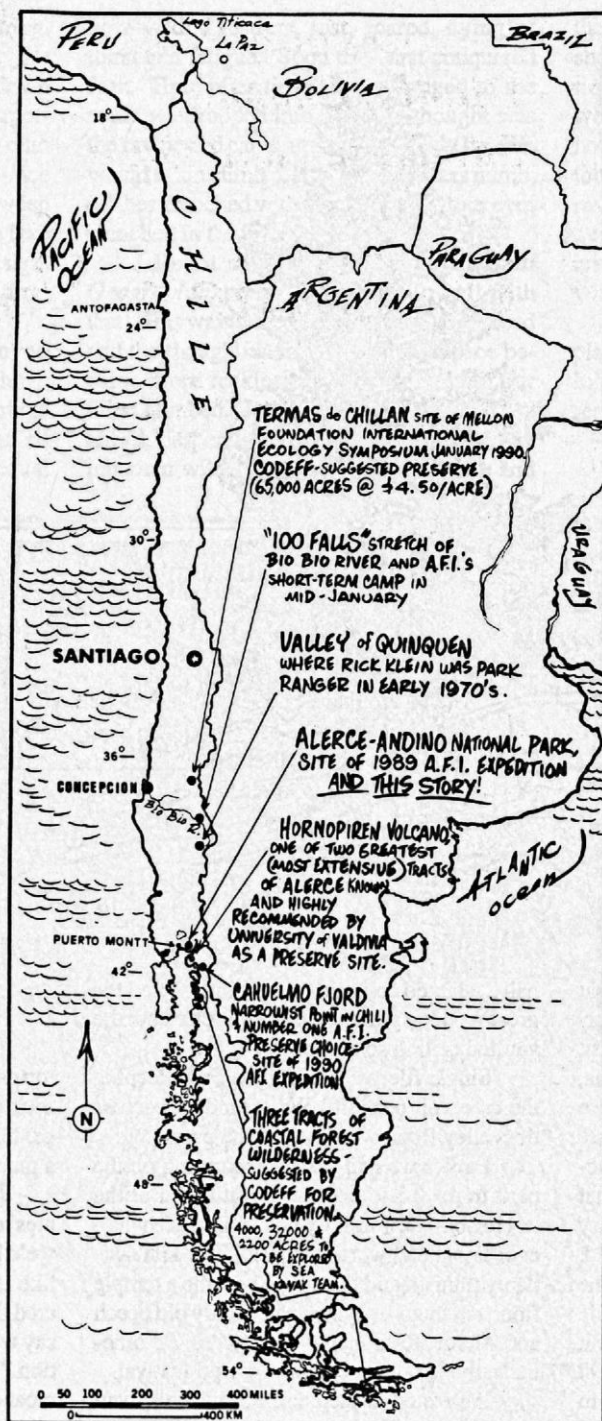 Lago Titicaca
LA PAZ
PERU
BRAZIL
BOLIVIA
18°
CHILE
PACIFIC
OCEAN
PARAGUAY
ARGENTINA
ANTOPAGASTA
24°
TERMAS do CHILLAN SITE OF MELLON
FOUNDATION INTERNATIONAL
ECOLOGY SYMPOSIUM JANUARY 1990.
CODEFF-SUGGESTED PRESERVE
(65,000 ACRES @ $4.50/ACRE)
30°
"100 FALLS" STRETCH OF
BIO BIO RIVER AND A.F.I.'S
SHORT-TERM CAMP IN
MID-JANUARY
URAGUAY
SANTIAGO
VALLEY of QUINQUEN
WHERE RICK KLEIN WAS PARK
RANGER IN EARLY 1970'S.
36°
ALERCE-ANDINO NATIONAL PARK,
SITE OF 1989 A.F.I. EXPEDITION
AND THIS STORY!
CONCEPCION
BIO BIO R.
HORNOPIREN VOLCANO,
ONE OF TWO GREATEST
(MOST EXTENSIVE) TRACTS
OF ALERCE KNOWN
AND HIGHLY
RECOMMENDED BY
UNIVERSITY of VALDIVIA
AS A PRESERVE SITE.
ATLANTIC
OCEAN
PUERTO MONTT
42°
CAHUELMO FJORD
NARROWIST POINT IN CHILI
& NUMBER ONE A.F.I.
PRESERVE CHOICE-
SITE OF 1990
A.F.I. EXPEDITION
N
THREE TRACTS OF
COASTAL FOREST
WILDERNESS -
SUGGESTED BY
CODEFF FOR
PRESERVATION.
4000, 32,000 &
2200 ACRES TO
BE EXPLORED
BY SEA
KAYAK TEAM.
48°
54°
0 50 100 200 300 400 MILES
0 400 KM